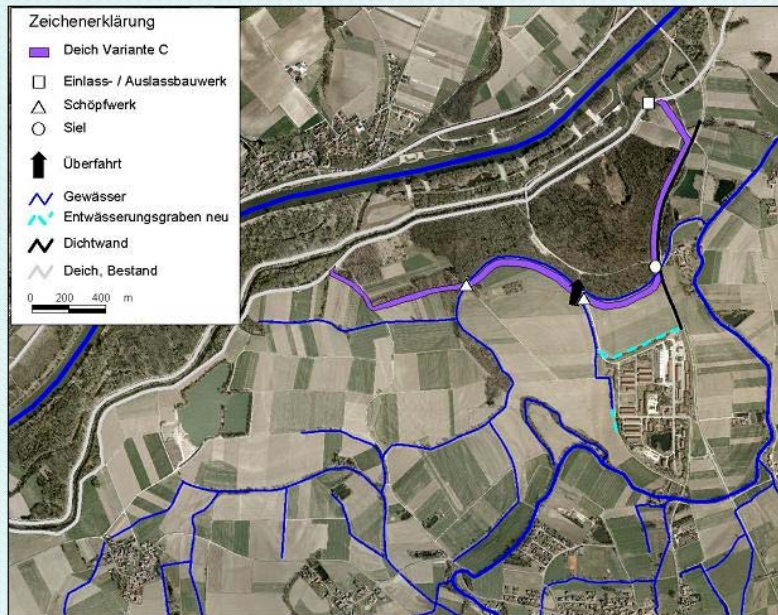 Zeichenerklärung
Deich Variante C
Einlass- / Auslassbauwerk
Schöpfwerk
Siel
Überfahrt
Gewässer
Entwässerungsgraben neu
Dichtwand
Deich, Bestand
0 200 400 m